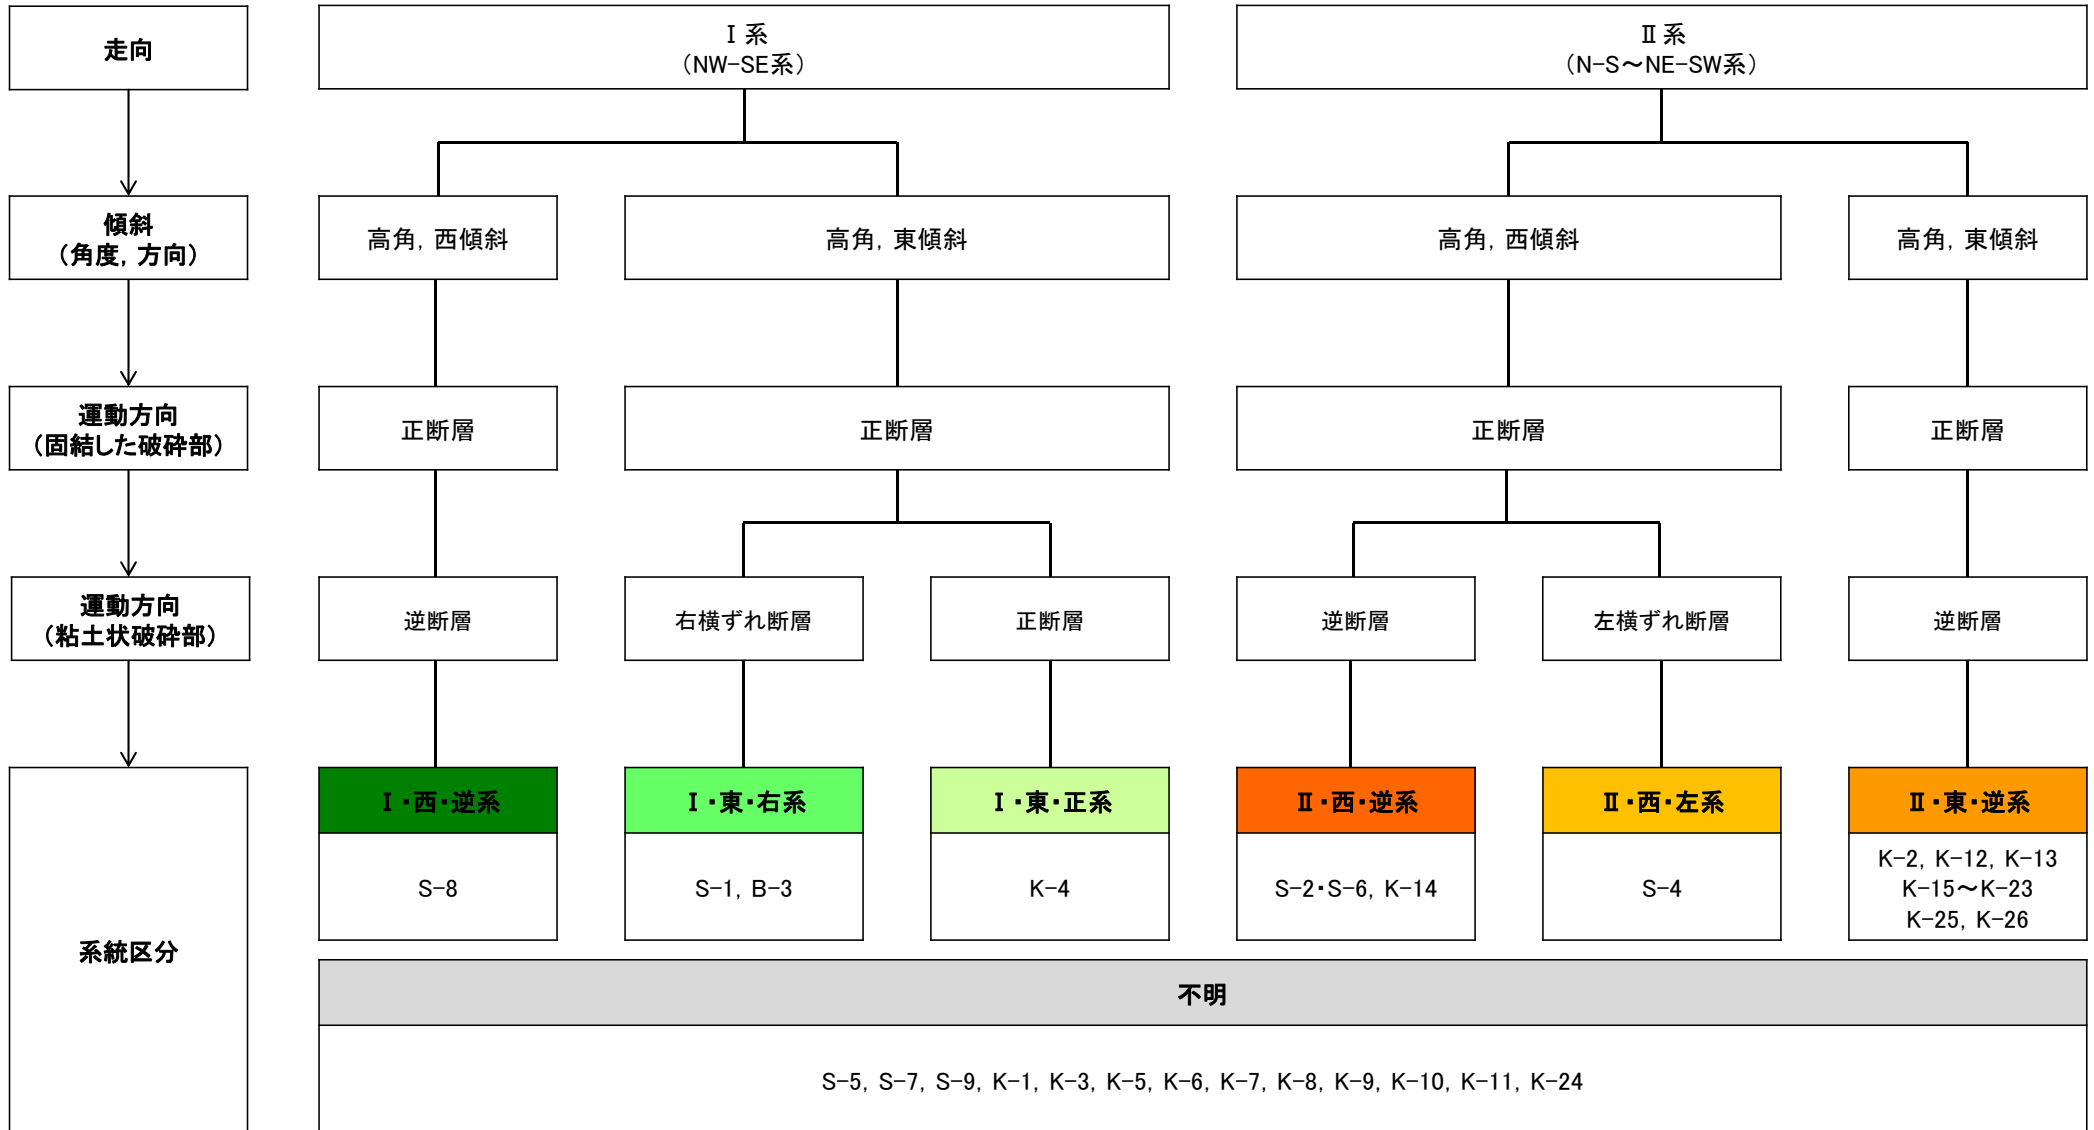 走向
Ⅰ系
（NW-SE系）
Ⅱ系
（N-S～NE-SW系）
傾斜
（角度，方向）
高角，西傾斜
高角，東傾斜
高角，西傾斜
高角，東傾斜
運動方向
（固結した破砕部）
正断層
正断層
正断層
正断層
運動方向
（粘土状破砕部）
逆断層
右横ずれ断層
正断層
逆断層
左横ずれ断層
逆断層
系統区分
Ⅰ・西・逆系
S-8
Ⅰ・東・右系
S-1，B-3
Ⅰ・東・正系
K-4
Ⅱ・西・逆系
S-2・S-6，K-14
Ⅱ・西・左系
S-4
Ⅱ・東・逆系
K-2，K-12，K-13
K-15～K-23
K-25，K-26
不明
S-5，S-7，S-9，K-1，K-3，K-5，K-6，K-7，K-8，K-9，K-10，K-11，K-24